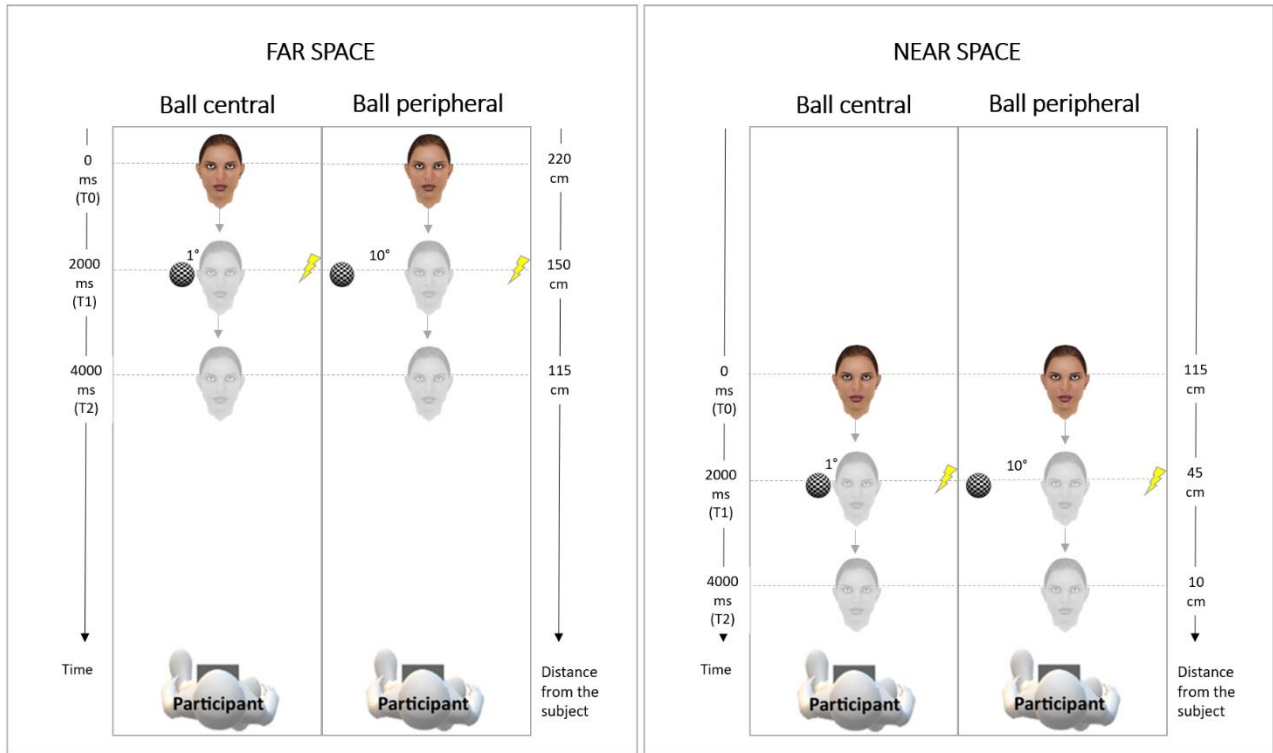 FAR SPACE
Ball central
Ball peripheral
0
ms
(T0)
220
cm
1°
10°
2000
ms
(T1)
150
cm
4000
ms
(T2)
115
cm
Time
Participant
Participant
Distance
from the
subject
NEAR SPACE
Ball central
Ball peripheral
0
ms
(T0)
115
cm
1°
10°
2000
ms
(T1)
45
cm
4000
ms
(T2)
10
cm
Time
Participant
Participant
Distance
from the
subject